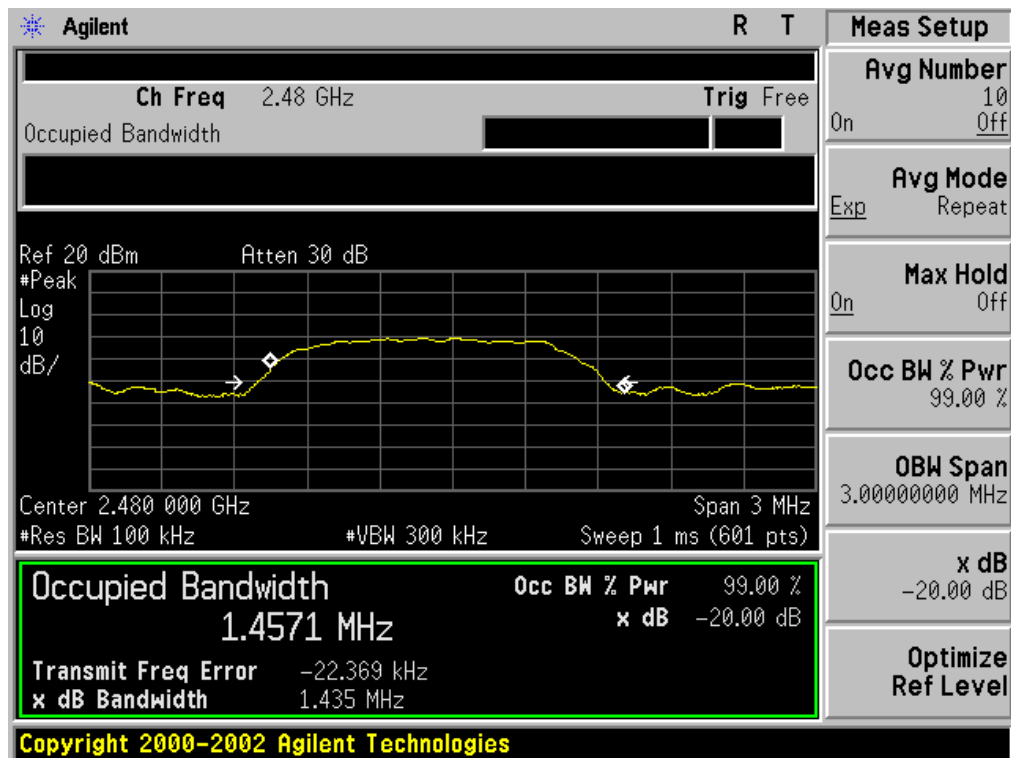 Agilent R T Meas Setup
Ch Freq 2.48 GHz Trig Free
Occupied Bandwidth
Ref 20 dBm Atten 30 dB
#Peak
Log
10
dB/
Center 2.480 000 GHz Span 3 MHz
#Res BW 100 kHz #VBW 300 kHz Sweep 1 ms (601 pts)
Occupied Bandwidth Occ BW % Pwr 99.00 %
1.4571 MHz x dB -20.00 dB
Transmit Freq Error -22.369 kHz
x dB Bandwidth 1.435 MHz
Avg Number
10
On Off
Avg Mode
Exp Repeat
Max Hold
On Off
Occ BW % Pwr
99.00 %
OBW Span
3.00000000 MHz
x dB
-20.00 dB
Optimize
Ref Level
Copyright 2000-2002 Agilent Technologies